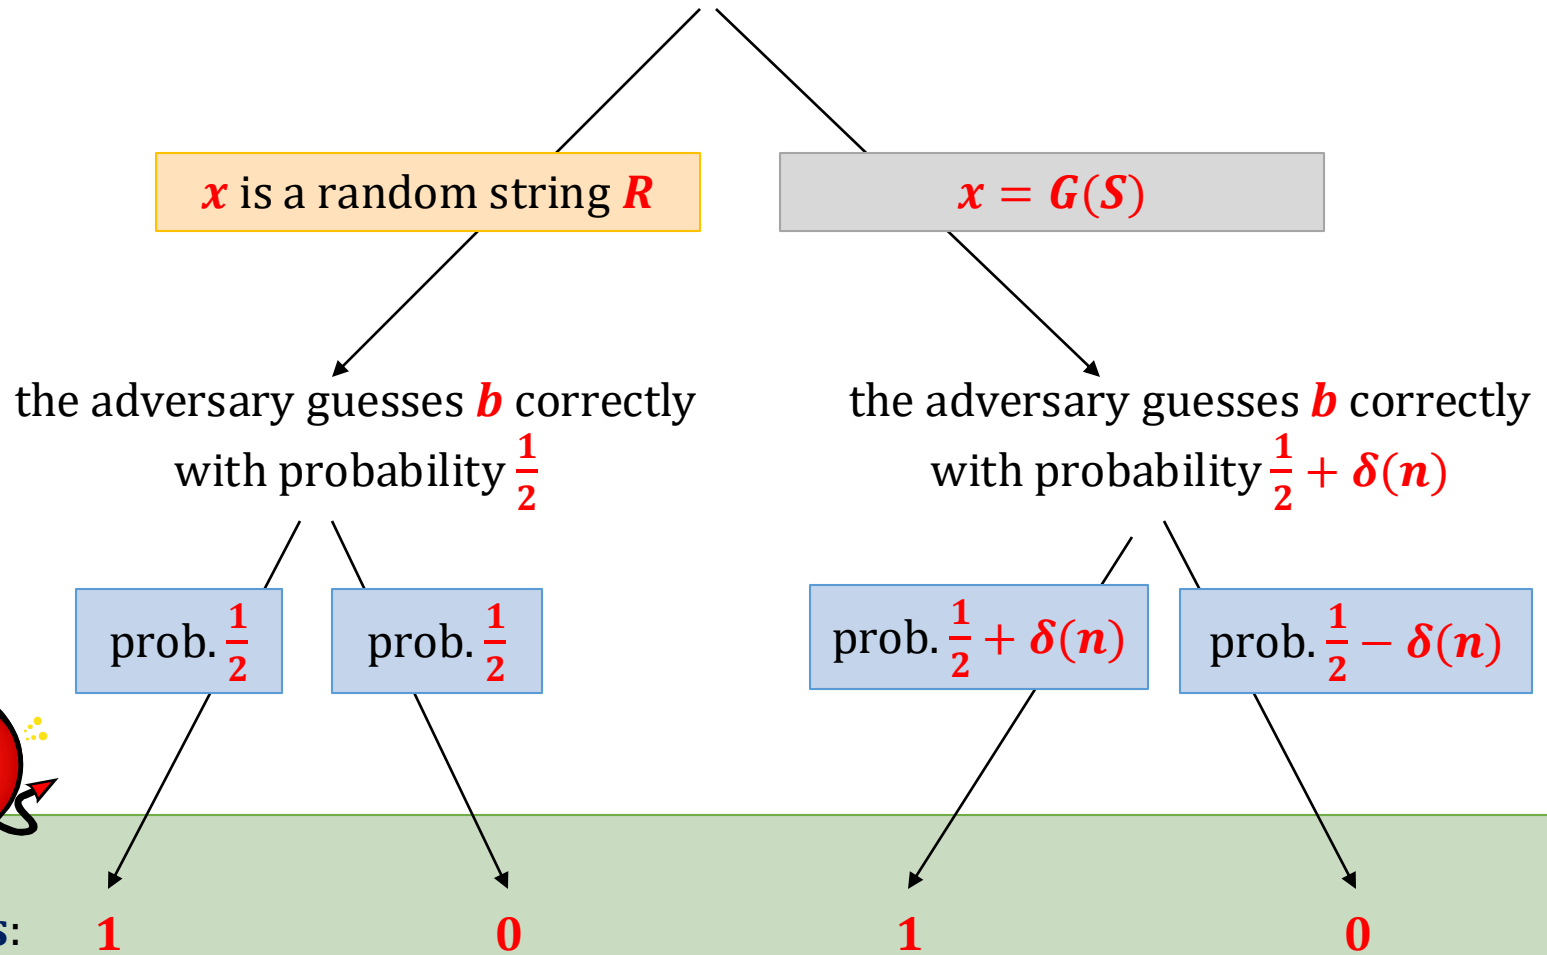 x is a random string R
x = G(S)
the adversary guesses b correctly
with probability 1/2
the adversary guesses b correctly
with probability 1/2 + δ(n)
prob. 1/2
prob. 1/2
prob. 1/2 + δ(n)
prob. 1/2 − δ(n)
s: 1 0 1 0